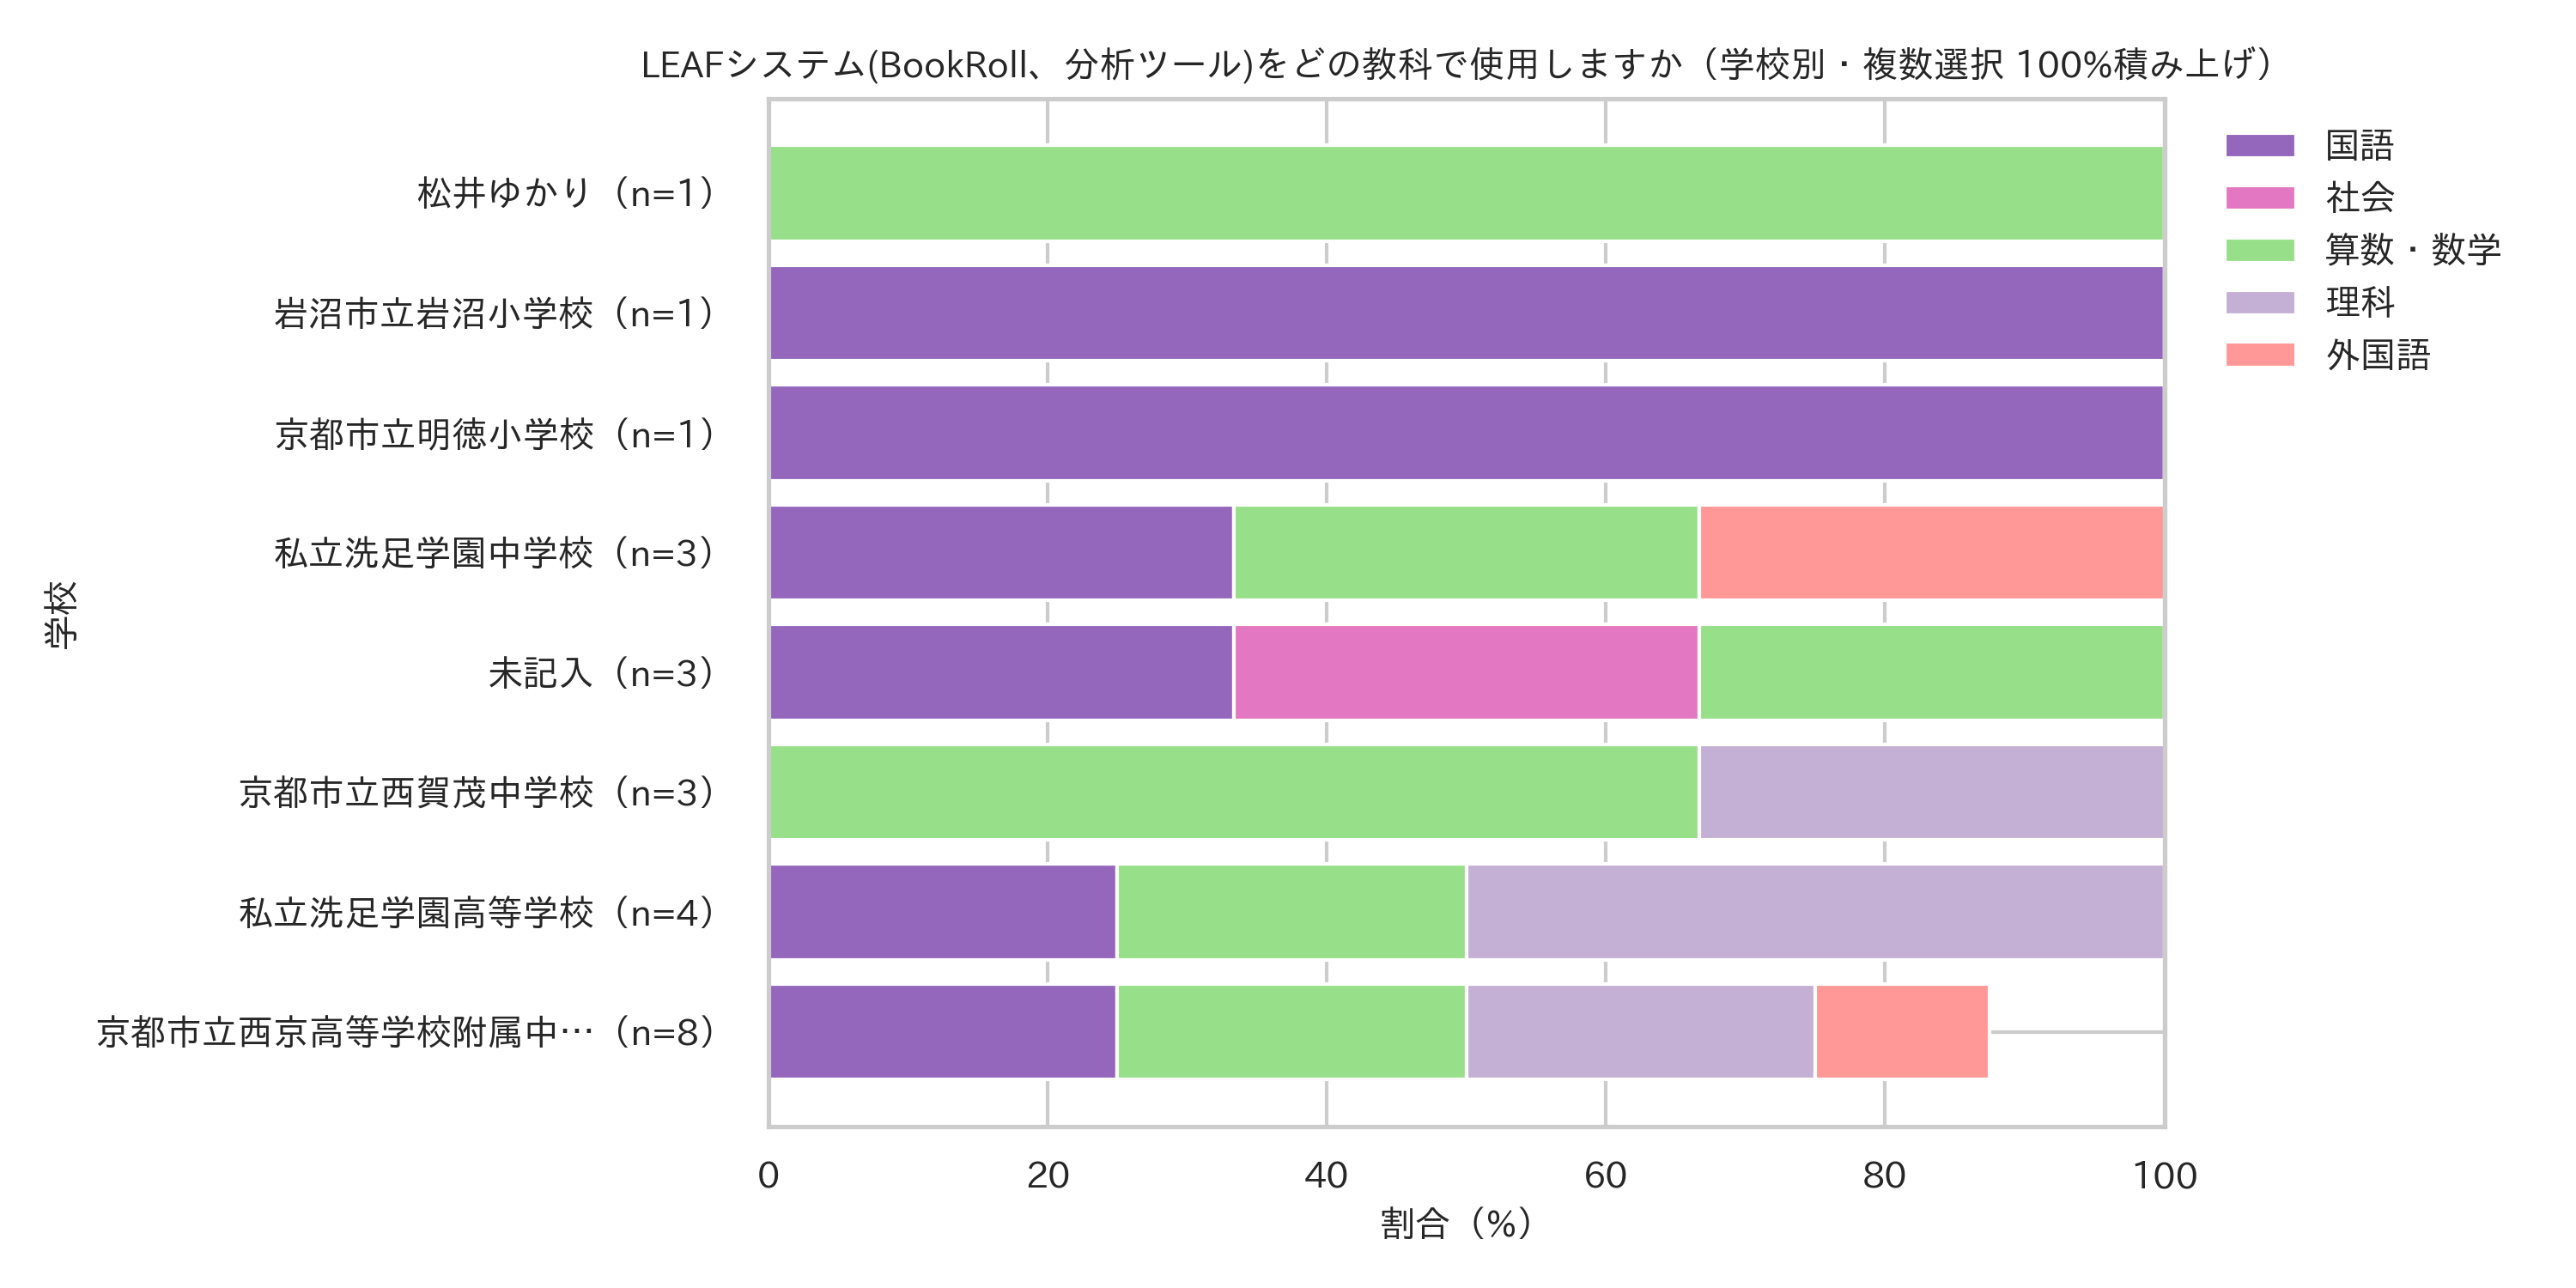 LEAFシステム(BookRoll、分析ツール)をどの教科で使用しますか（学校別・複数選択 100%積み上げ）
国語
社会
算数・数学
理科
外国語
学校
松井ゆかり（n=1）
岩沼市立岩沼小学校（n=1）
京都市立明徳小学校（n=1）
私立洗足学園中学校（n=3）
未記入（n=3）
京都市立西賀茂中学校（n=3）
私立洗足学園高等学校（n=4）
京都市立西京高等学校附属中…（n=8）
0 20 40 60 80 100
割合（%）